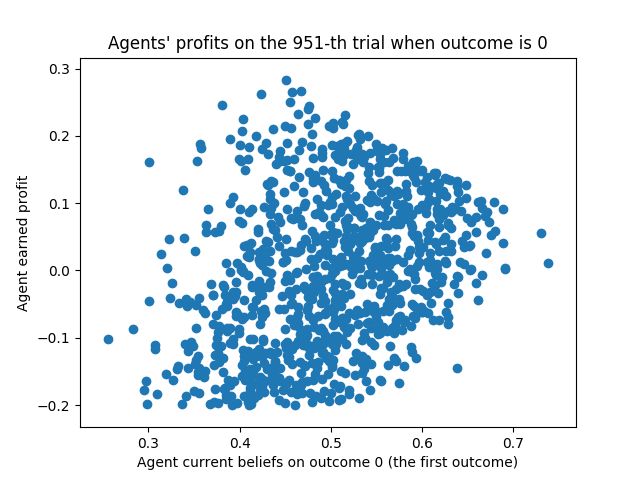 Agents' profits on the 951-th trial when outcome is 0
0.3
0.2
0.1
0.0
−0.1
−0.2
Agent earned profit
0.3 0.4 0.5 0.6 0.7
Agent current beliefs on outcome 0 (the first outcome)